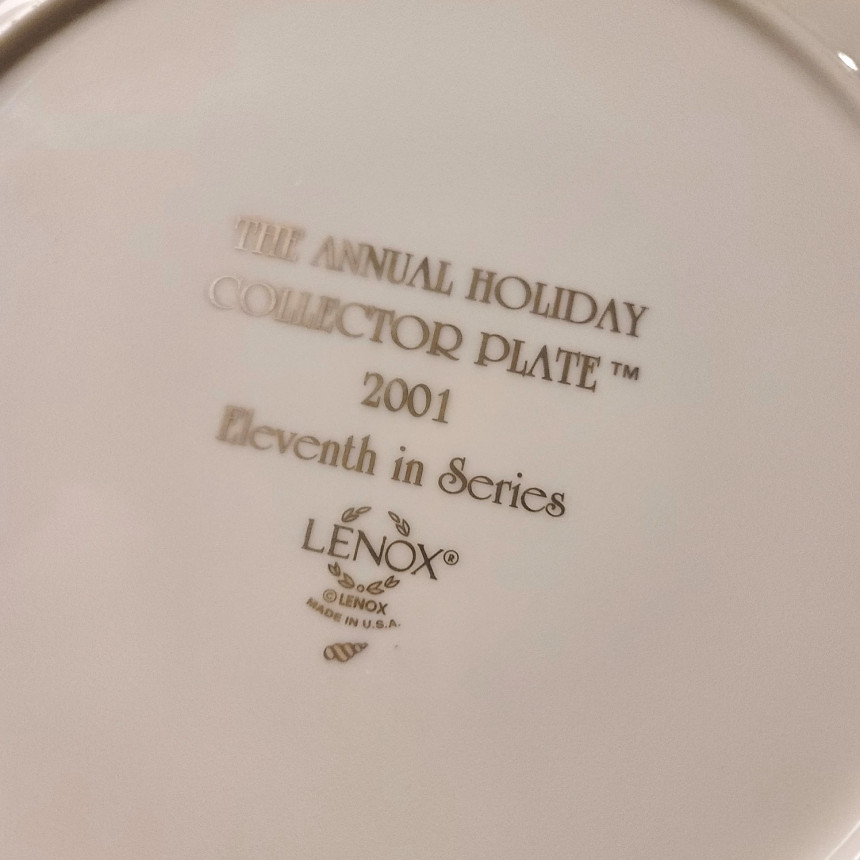 THE ANNUAL HOLIDAY
COLLECTOR PLATE™
2001
Eleventh in Series
LENOX®
©LENOX
MADE IN U.S.A.